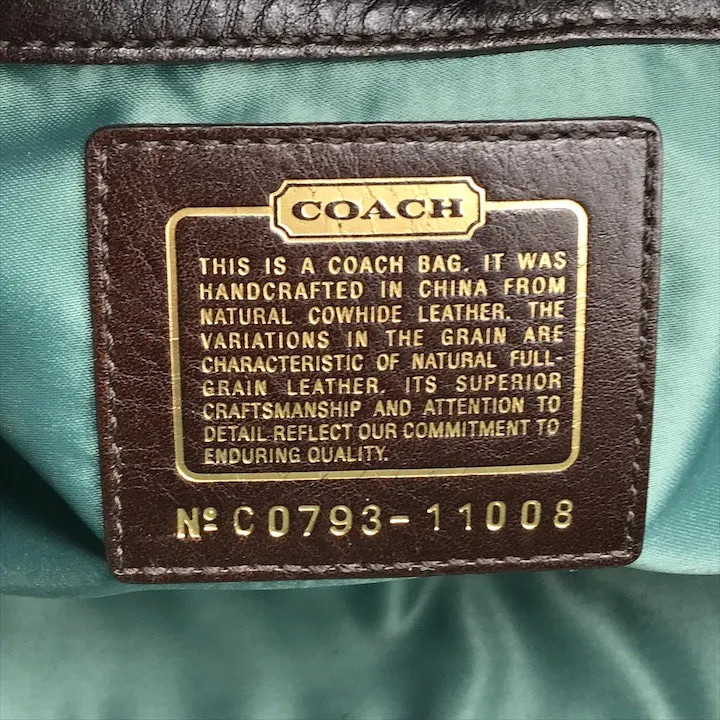 COACH
THIS IS A COACH BAG. IT WAS
HANDCRAFTED IN CHINA FROM
NATURAL COWHIDE LEATHER. THE
VARIATIONS IN THE GRAIN ARE
CHARACTERISTIC OF NATURAL FULL-
GRAIN LEATHER. ITS SUPERIOR
CRAFTSMANSHIP AND ATTENTION TO
DETAIL REFLECT OUR COMMITMENT TO
ENDURING QUALITY.
Nº C0793-11008